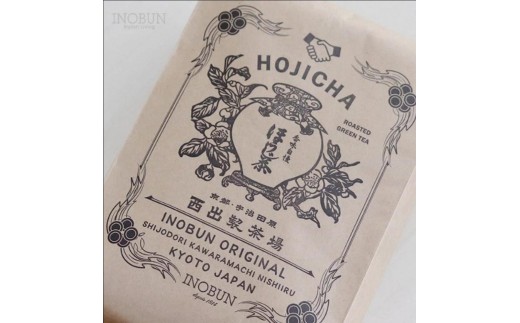 INOBUN
HOJICHA
ROASTED
GREEN TEA
ほうじ茶
京都・宇治田原
西出製茶場
INOBUN ORIGINAL
SHIJODORI KAWARAMACHI NISHIIRU
KYOTO JAPAN
INOBUN